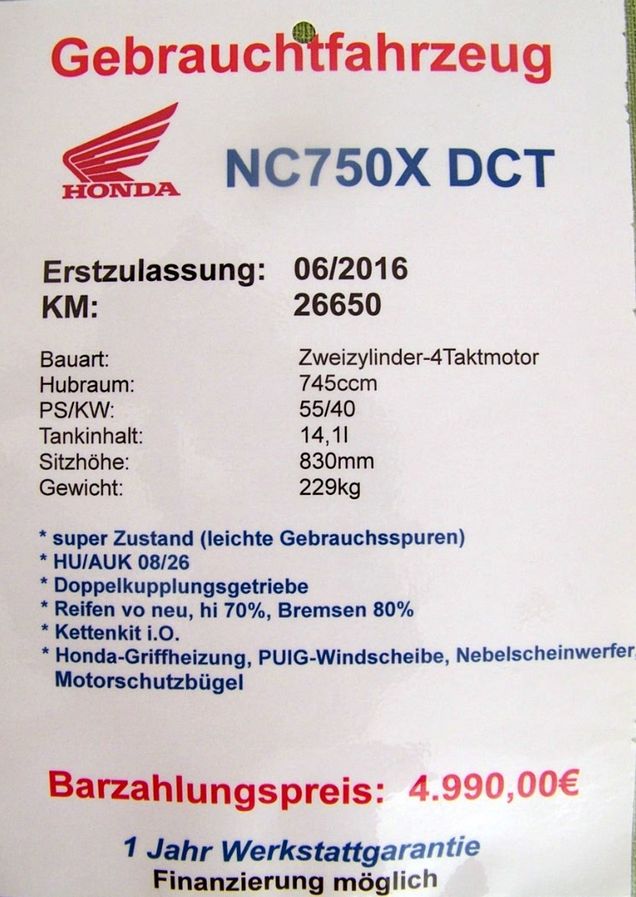 Gebrauchtfahrzeug
HONDA
NC750X DCT
Erstzulassung: 06/2016
KM: 26650
Bauart: Zweizylinder-4Taktmotor
Hubraum: 745ccm
PS/KW: 55/40
Tankinhalt: 14,1l
Sitzhöhe: 830mm
Gewicht: 229kg
* super Zustand (leichte Gebrauchsspuren)
* HU/AUK 08/26
* Doppelkupplungsgetriebe
* Reifen vo neu, hi 70%, Bremsen 80%
* Kettenkit i.O.
* Honda-Griffheizung, PUIG-Windscheibe, Nebelscheinwerfer,
Motorschutzbügel
Barzahlungspreis: 4.990,00€
1 Jahr Werkstattgarantie
Finanzierung möglich